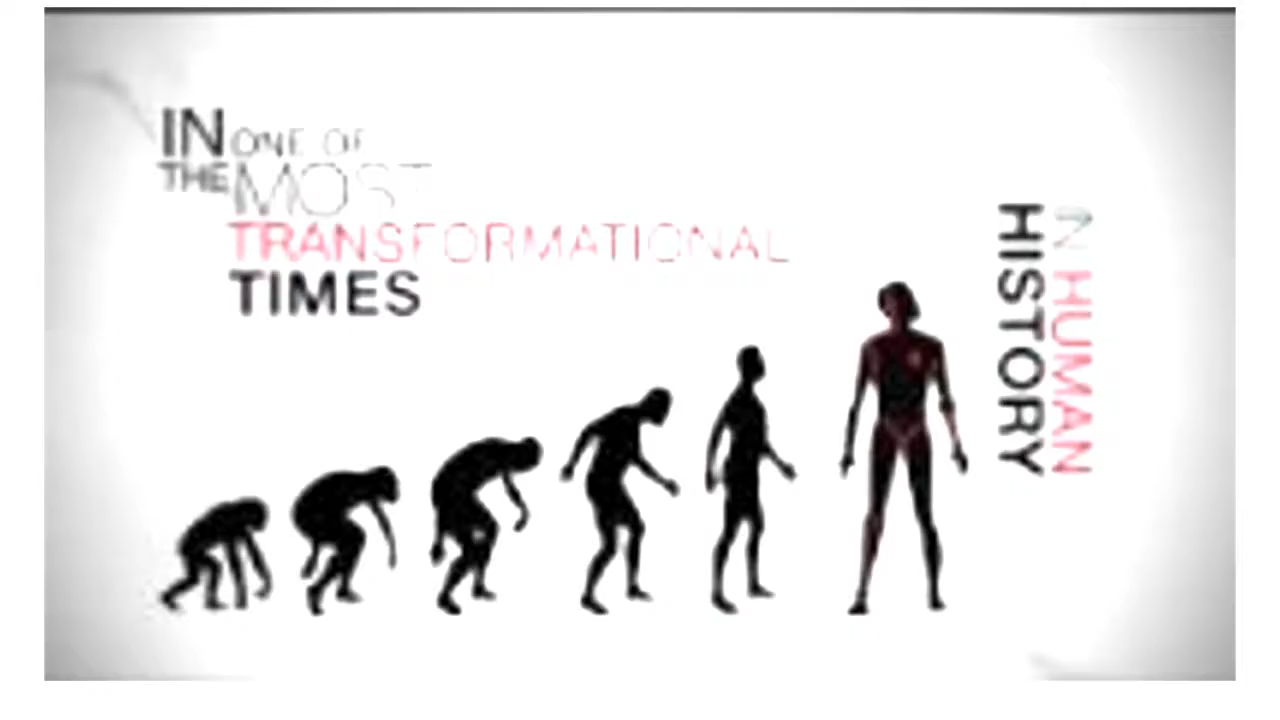 IN ONE OF
THE MOST
TRANSFORMATIONAL
TIMES
IN HUMAN
HISTORY